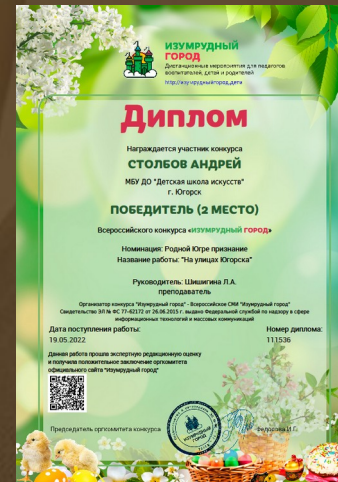 ИЗУМРУДНЫЙ
ГОРОД
Дистанционные мероприятия для педагогов
воспитателей, детей и родителей
http://изумрудныйгород.дети
Диплом
Награждается участник конкурса
СТОЛБОВ АНДРЕЙ
МБУ ДО "Детская школа искусств"
г. Югорск
ПОБЕДИТЕЛЬ (2 МЕСТО)
Всероссийского конкурса «ИЗУМРУДНЫЙ ГОРОД»
Номинация: Родной Югре признание
Название работы: "На улицах Югорска"
Руководитель: Шишигина Л.А.
преподаватель
Организатор конкурса "Изумрудный город" - Всероссийское СМИ "Изумрудный город"
Свидетельство ЭЛ № ФС 77-62172 от 26.06.2015 г. выдано Федеральной службой по надзору в сфере
информационных технологий и массовых коммуникаций
Дата поступления работы:
Номер диплома:
19.05.2022
111536
Данная работа прошла экспертную редакционную оценку
и получила положительное заключение оргкомитета
официального сайта "Изумрудный город"
Председатель оргкомитета конкурса
Федосова И.Г.
ИЗУМРУДНЫЙ
ГОРОД